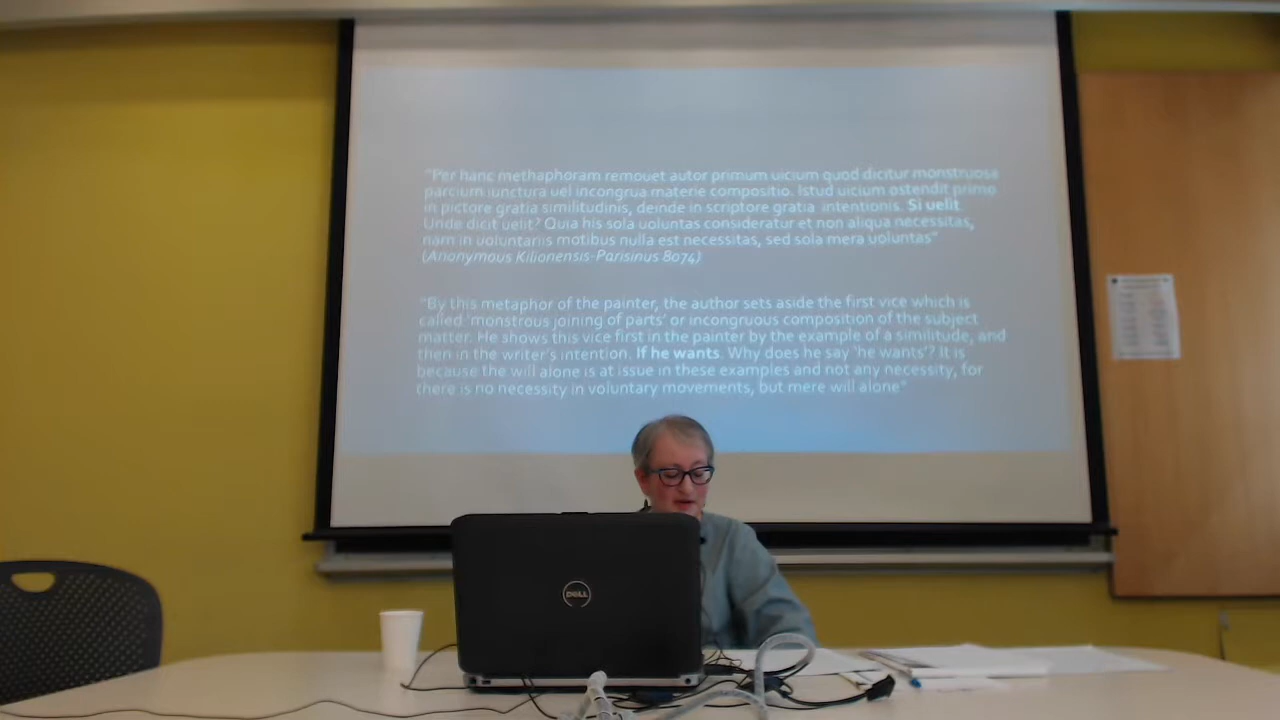 "Per hanc methaphoram remouet autor primum uicium quod dicitur monstruose
parcium iunctura uel incongrua materie compositio. Istud uicium ostendit primo
in pictore gratia similitudinis, deinde in scriptore gratia intentionis. Si uelit
Unde dicit uelit? Quia his sola uoluntas consideratur et non aliqua necessitas,
nam in uoluntariis motibus nulla est necessitas, sed sola mera uoluntas"
(Anonymous Kilionensis-Parisinus 8074)
"By this metaphor of the painter, the author sets aside the first vice which is
called 'monstrous joining of parts' or incongruous composition of the subject
matter. He shows this vice first in the painter by the example of a similitude, and
then in the writer's intention. If he wants. Why does he say 'he wants'? It is
because the will alone is at issue in these examples and not any necessity, for
there is no necessity in voluntary movements, but mere will alone"
DELL